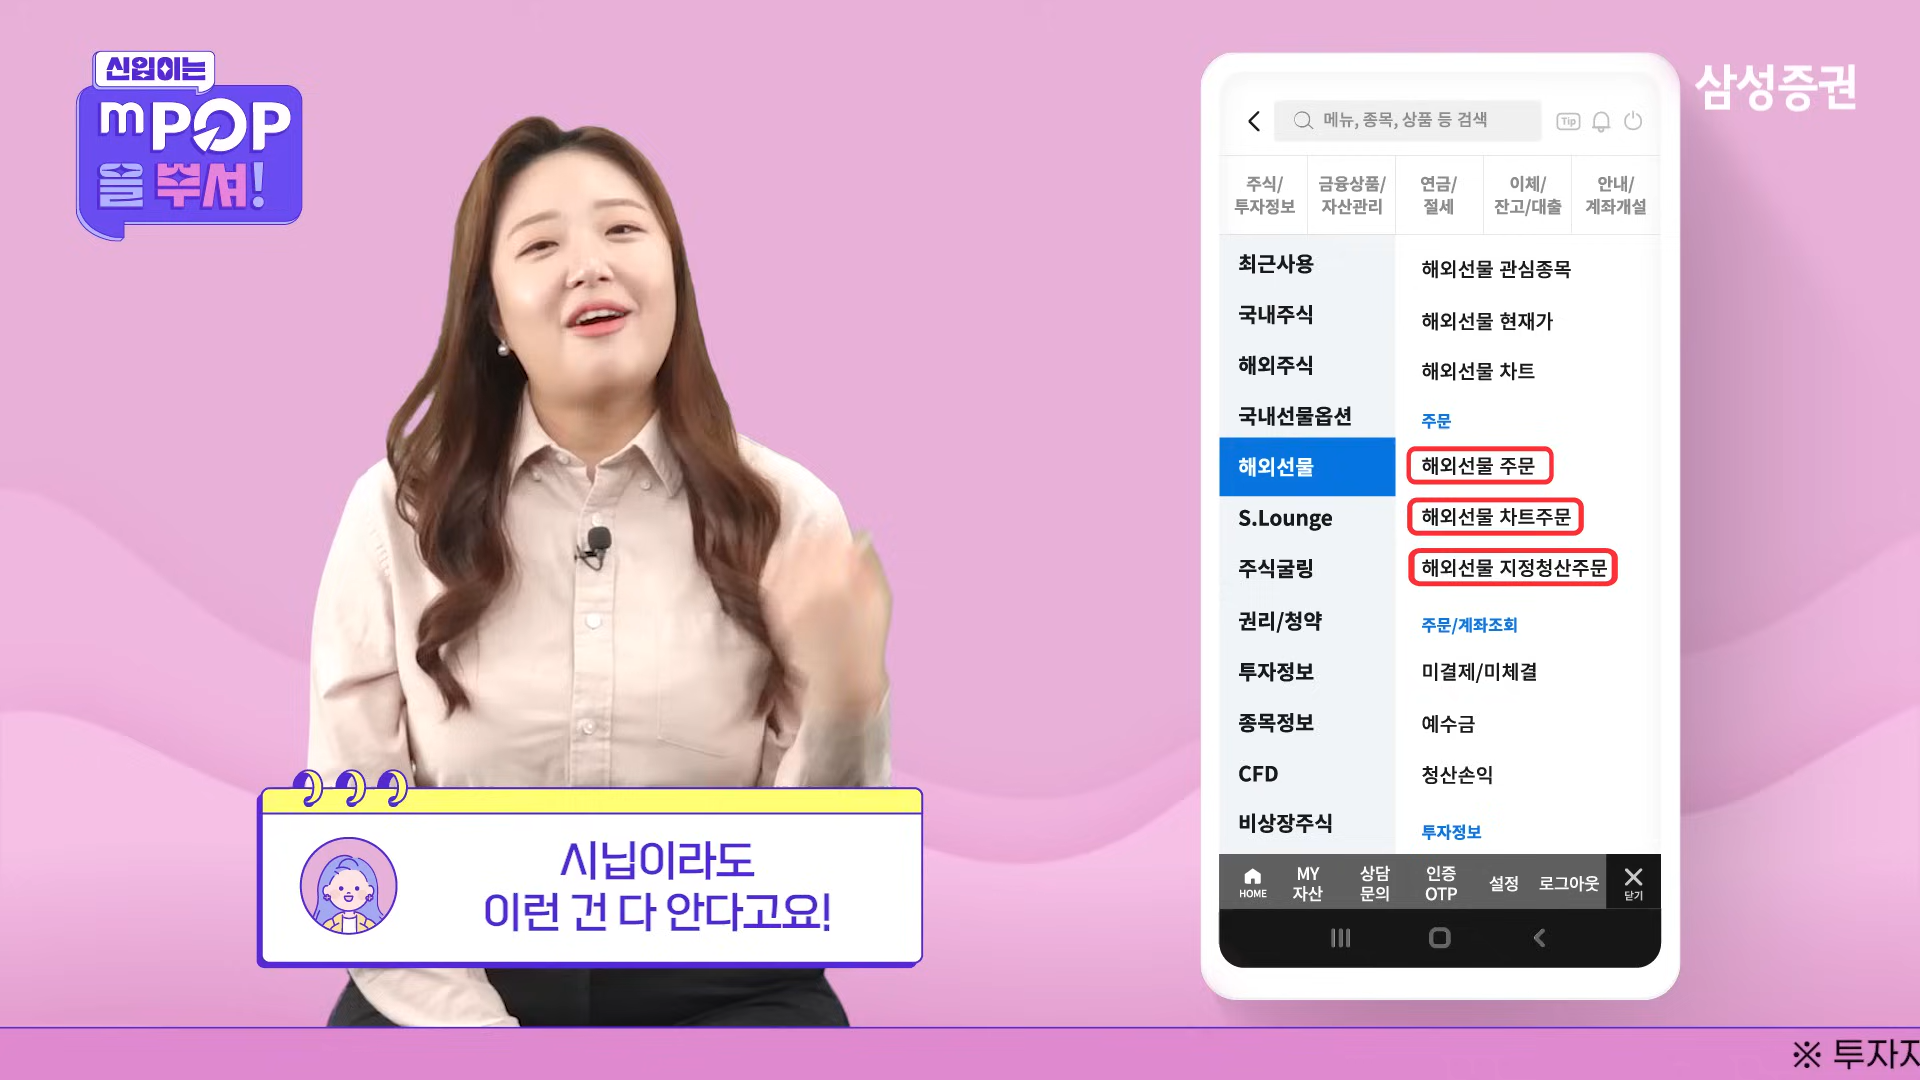 신입이는
mPOP
을 뿌셔!
삼성증권
메뉴, 종목, 상품 등 검색
Tip
주식/
투자정보
금융상품/
자산관리
연금/
절세
이체/
잔고/대출
안내/
계좌개설
최근사용
국내주식
해외주식
국내선물옵션
해외선물
S.Lounge
주식굴링
권리/청약
투자정보
종목정보
CFD
비상장주식
해외선물 관심종목
해외선물 현재가
해외선물 차트
주문
해외선물 주문
해외선물 차트주문
해외선물 지정청산주문
주문/계좌조회
미결제/미체결
예수금
청산손익
투자정보
HOME
MY
자산
상담
문의
인증
OTP
설정
로그아웃
닫기
시닙이라도
이런 건 다 안다고요!
※ 투자